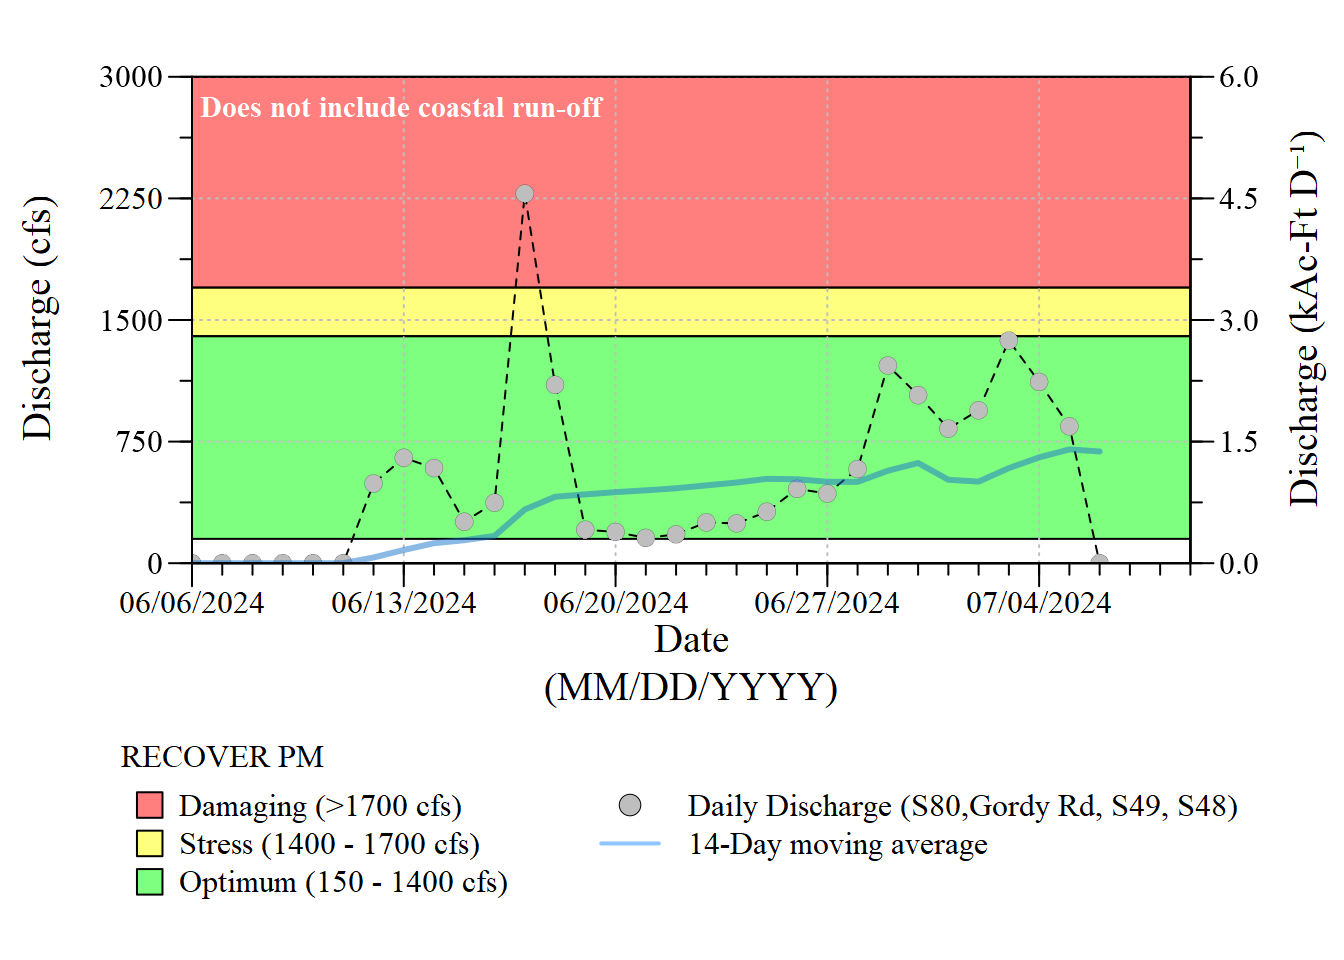 Does not include coastal run-off
3000
2250
1500
750
0
6.0
4.5
3.0
1.5
0.0
Discharge (cfs)
Discharge (kAc-Ft D⁻¹)
06/06/2024 06/13/2024 06/20/2024 06/27/2024 07/04/2024
Date
(MM/DD/YYYY)
RECOVER PM
Damaging (>1700 cfs)
Stress (1400 - 1700 cfs)
Optimum (150 - 1400 cfs)
Daily Discharge (S80,Gordy Rd, S49, S48)
14-Day moving average